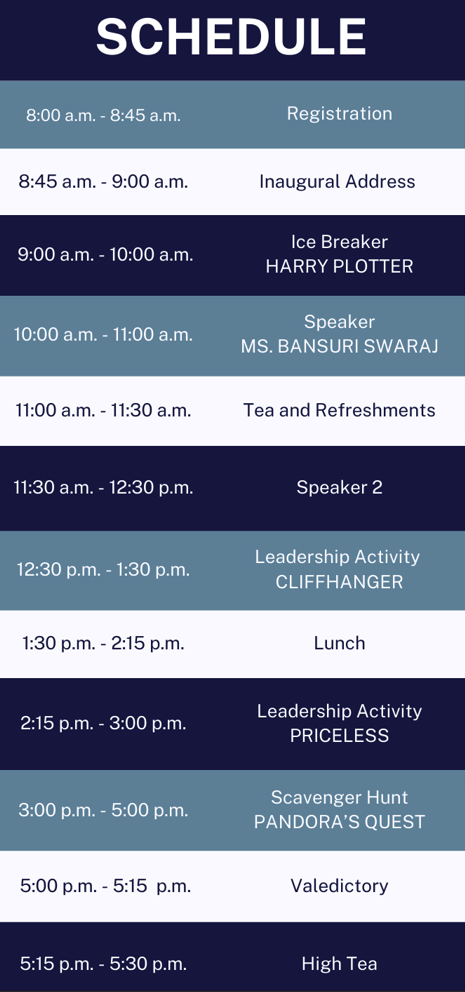 SCHEDULE
8:00 a.m. - 8:45 a.m. Registration
8:45 a.m. - 9:00 a.m. Inaugural Address
9:00 a.m. - 10:00 a.m. Ice Breaker
HARRY PLOTTER
10:00 a.m. - 11:00 a.m. Speaker
MS. BANSURI SWARAJ
11:00 a.m. - 11:30 a.m. Tea and Refreshments
11:30 a.m. - 12:30 p.m. Speaker 2
12:30 p.m. - 1:30 p.m. Leadership Activity
CLIFFHANGER
1:30 p.m. - 2:15 p.m. Lunch
2:15 p.m. - 3:00 p.m. Leadership Activity
PRICELESS
3:00 p.m. - 5:00 p.m. Scavenger Hunt
PANDORA'S QUEST
5:00 p.m. - 5:15 p.m. Valedictory
5:15 p.m. - 5:30 p.m. High Tea